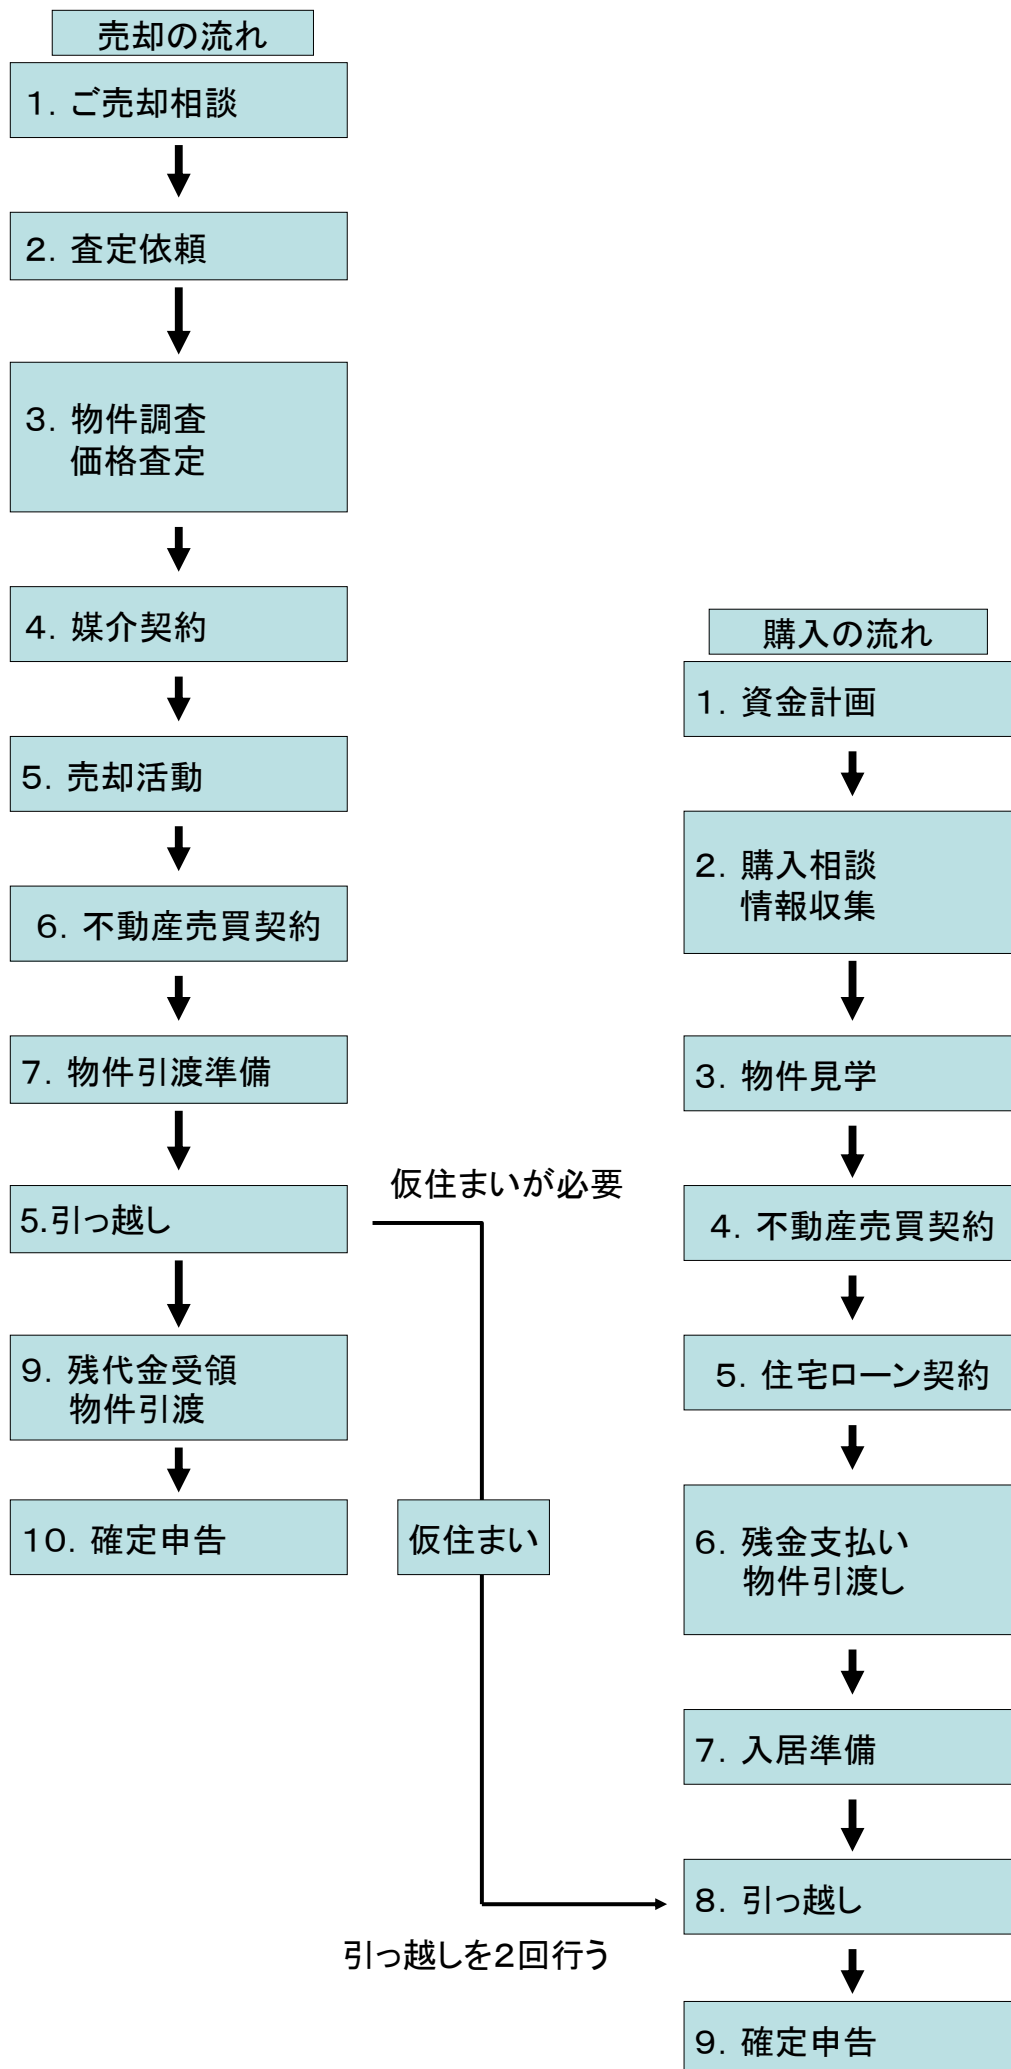 売却の流れ
1．ご売却相談
2．査定依頼
3．物件調査
価格査定
4．媒介契約
5．売却活動
6．不動産売買契約
7．物件引渡準備
5.引っ越し
9．残代金受領
物件引渡
10．確定申告
仮住まいが必要
仮住まい
引っ越しを2回行う
購入の流れ
1．資金計画
2．購入相談
情報収集
3．物件見学
4．不動産売買契約
5．住宅ローン契約
6．残金支払い
物件引渡し
7．入居準備
8．引っ越し
9．確定申告